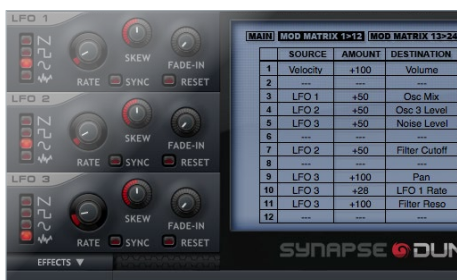 LFO 1
SKEW
FADE-IN
RATE SYNC RESET
LFO 2
SKEW
FADE-IN
RATE SYNC RESET
LFO 3
SKEW
FADE-IN
RATE SYNC RESET
EFFECTS ▼
MAIN MOD MATRIX 1>12 MOD MATRIX 13>24
SOURCE AMOUNT DESTINATION
1 Velocity +100 Volume
2 --- --- ---
3 LFO 1 +50 Osc Mix
4 LFO 2 +50 Osc 3 Level
5 LFO 3 +50 Noise Level
6 --- --- ---
7 LFO 2 +50 Filter Cutoff
8 --- --- ---
9 LFO 3 +100 Pan
10 LFO 3 +28 LFO 1 Rate
11 LFO 3 +100 Filter Reso
12 --- --- ---
SYNAPSE DUN